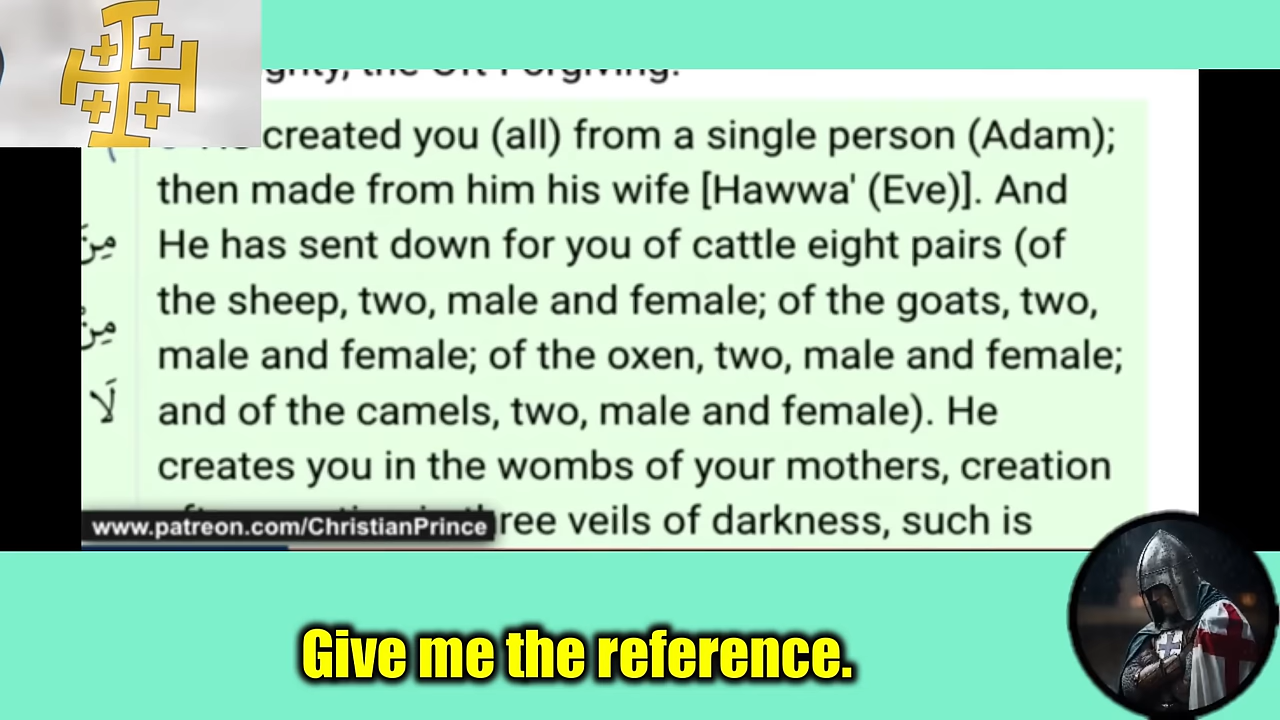 the Oft-Forgiving.
created you (all) from a single person (Adam);
then made from him his wife [Hawwa' (Eve)]. And
He has sent down for you of cattle eight pairs (of
مِنَ
the sheep, two, male and female; of the goats, two,
مِنْ
male and female; of the oxen, two, male and female;
لَا
and of the camels, two, male and female). He
creates you in the wombs of your mothers, creation
three veils of darkness, such is
www.patreon.com/ChristianPrince
Give me the reference.